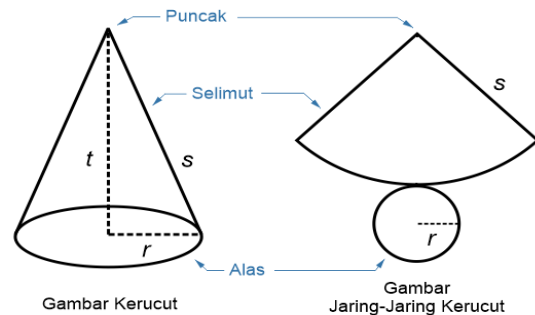 Puncak
Selimut
s
t
s
r
r
Alas
Gambar Kerucut
Gambar
Jaring-Jaring Kerucut